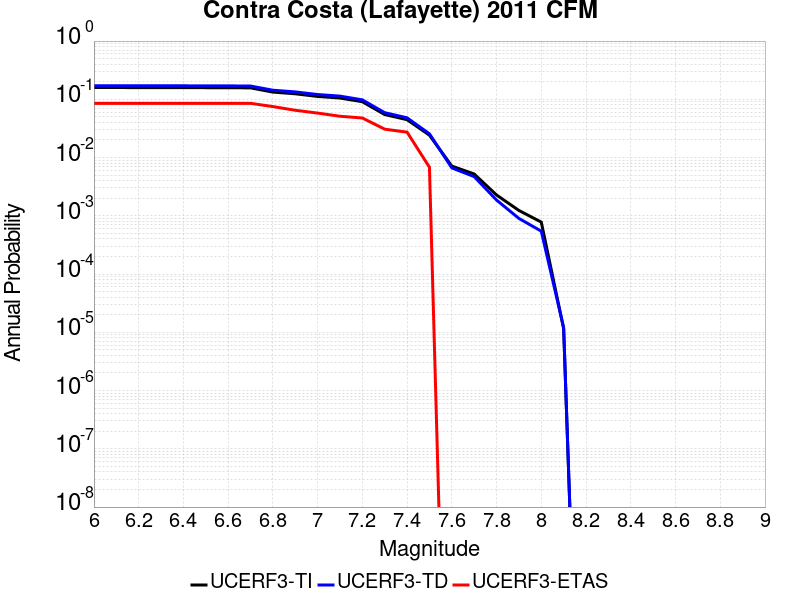 Contra Costa (Lafayette) 2011 CFM
10^0
10^-1
10^-2
10^-3
10^-4
10^-5
10^-6
10^-7
10^-8
Annual Probability
6 6.2 6.4 6.6 6.8 7 7.2 7.4 7.6 7.8 8 8.2 8.4 8.6 8.8 9
Magnitude
UCERF3-TI UCERF3-TD UCERF3-ETAS